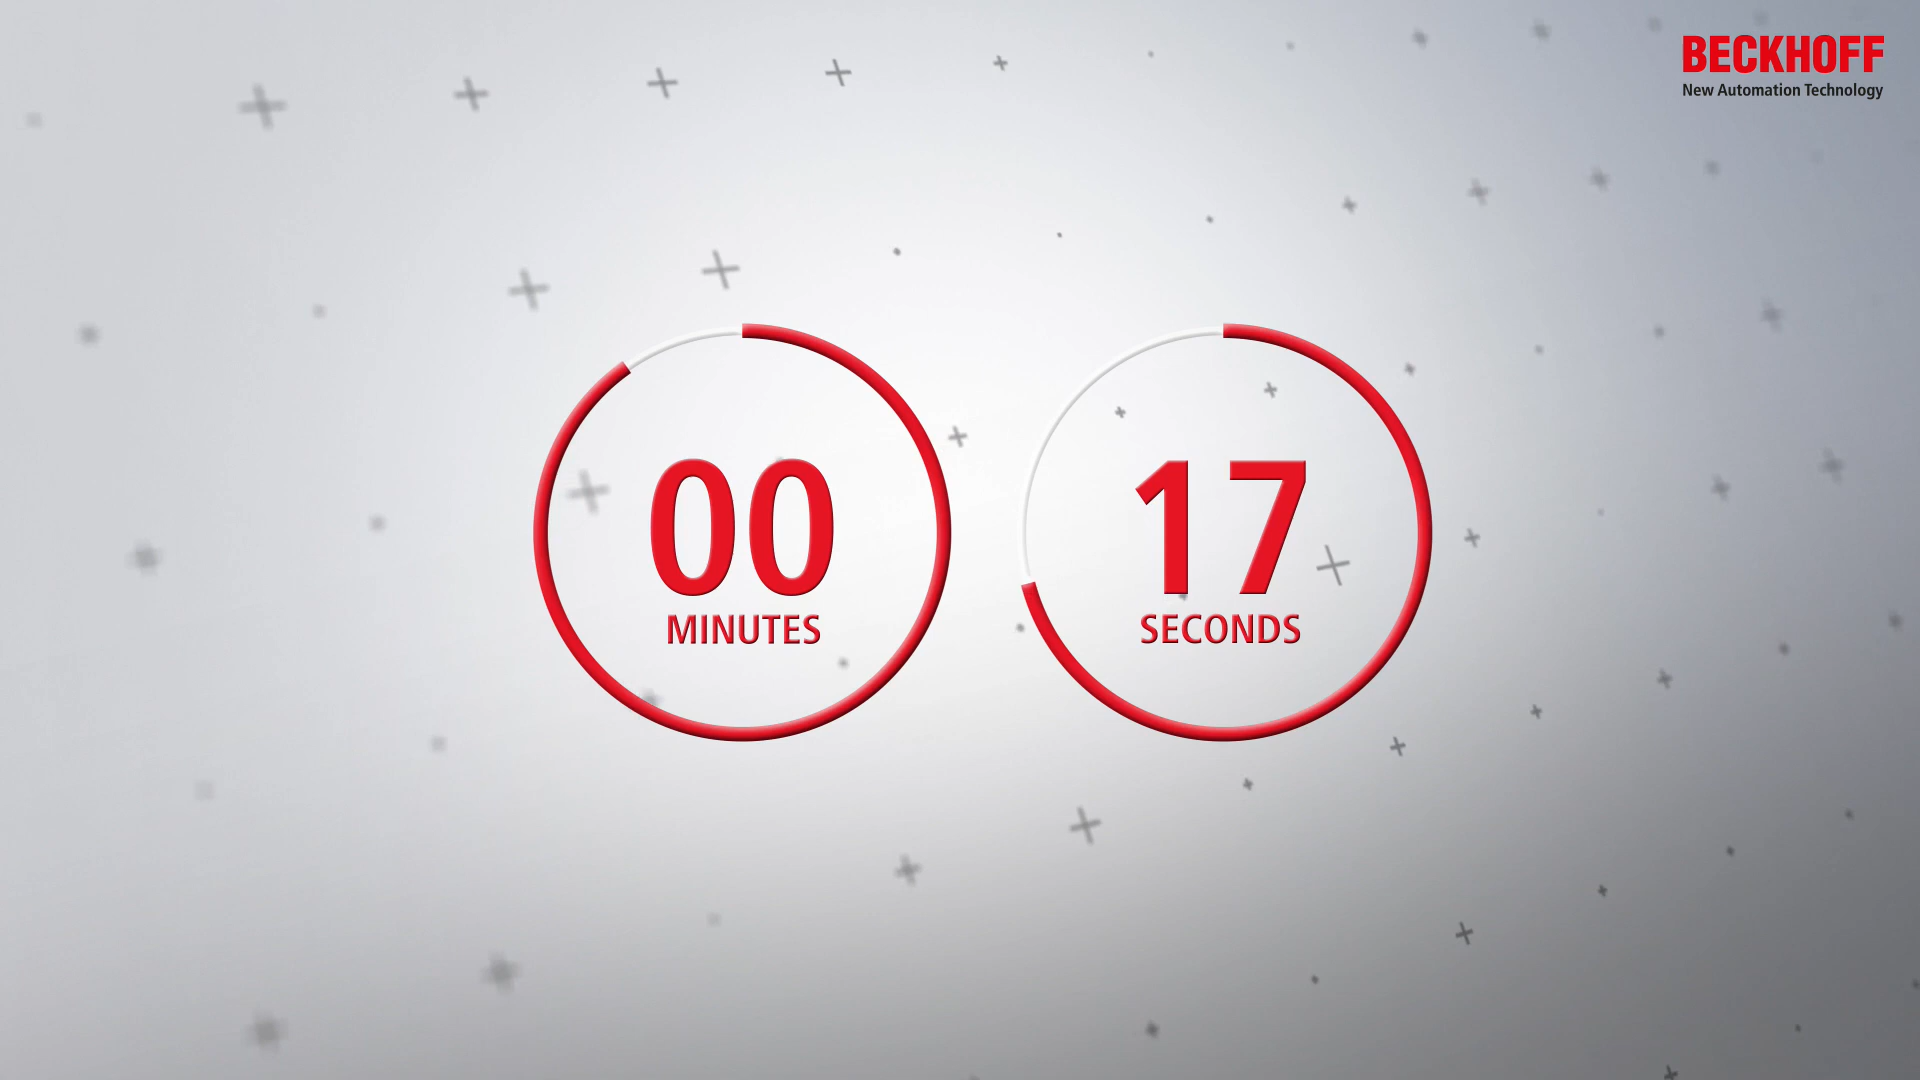 BECKHOFF
New Automation Technology
00
MINUTES
17
SECONDS